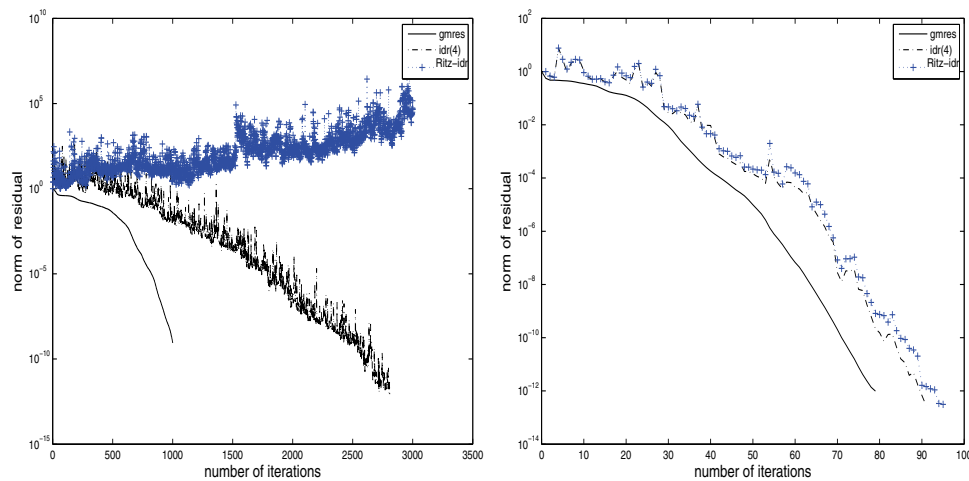 10^10
10^5
10^0
10^-5
10^-10
10^-15
0 500 1000 1500 2000 2500 3000 3500
number of iterations
norm of residual
gmres
idr(4)
Ritz-idr
10^2
10^0
10^-2
10^-4
10^-6
10^-8
10^-10
10^-12
10^-14
0 10 20 30 40 50 60 70 80 90 100
number of iterations
norm of residual
gmres
idr(4)
Ritz-idr